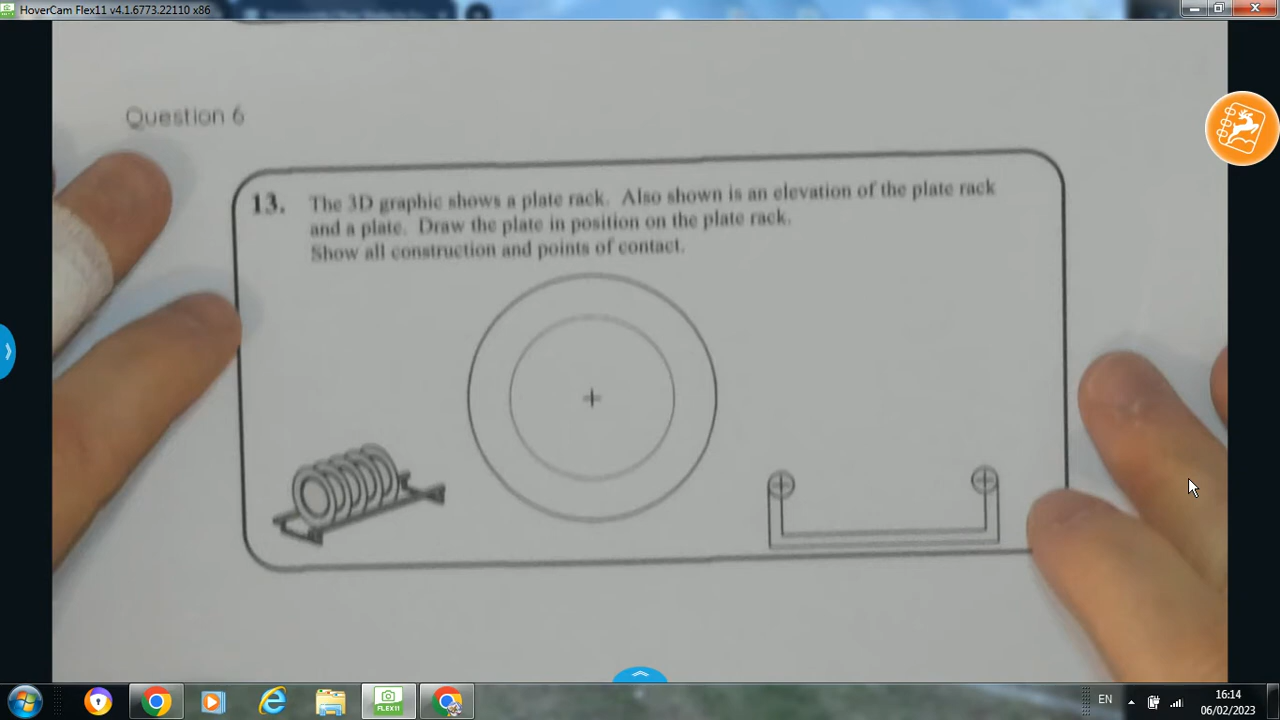 HoverCam Flex11 v4.1.6773.22110 x86
Question 6
13. The 3D graphic shows a plate rack. Also shown is an elevation of the plate rack
and a plate. Draw the plate in position on the plate rack.
Show all construction and points of contact.
FLEX11
EN
16:14
06/02/2023